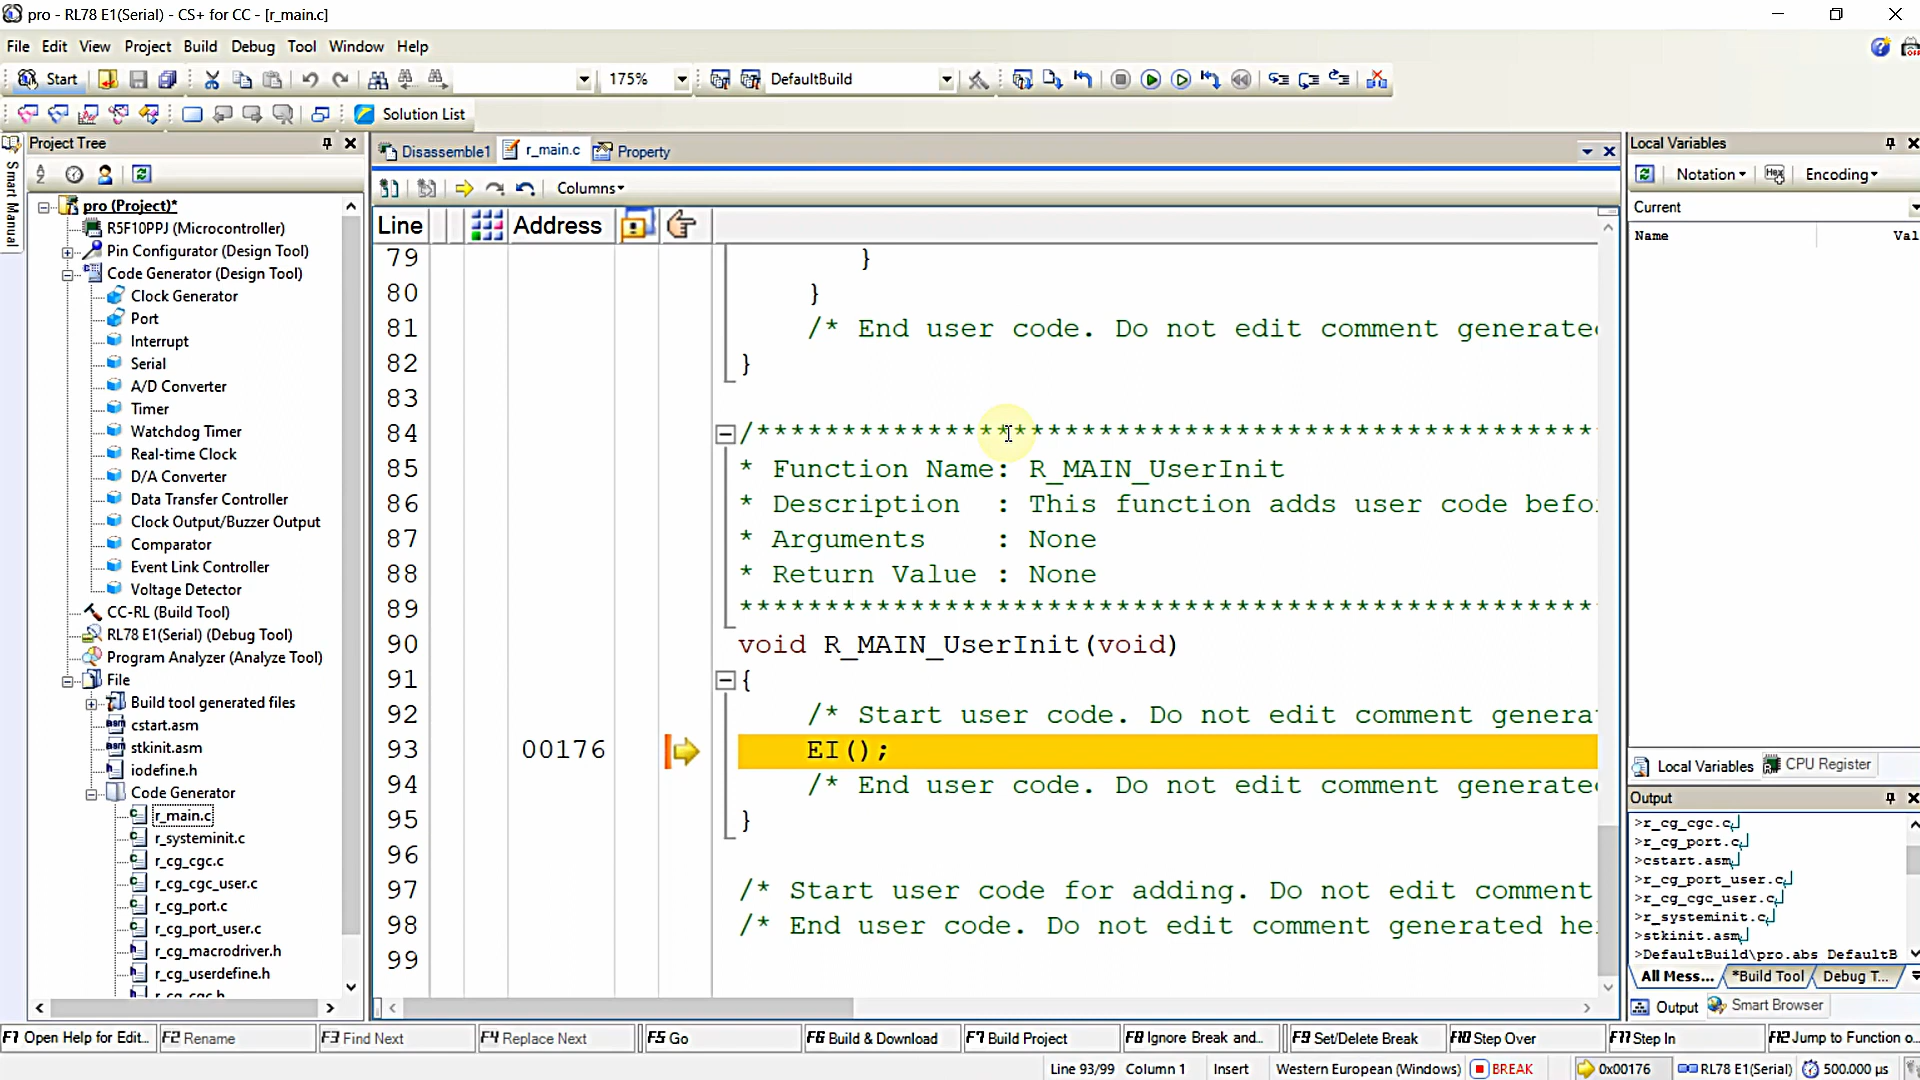 pro - RL78 E1(Serial) - CS+ for CC - [r_main.c]
File Edit View Project Build Debug Tool Window Help
Start 175% DefaultBuild
Solution List
Smart Manual
Project Tree
pro (Project)*
R5F10PPJ (Microcontroller)
Pin Configurator (Design Tool)
Code Generator (Design Tool)
Clock Generator
Port
Interrupt
Serial
A/D Converter
Timer
Watchdog Timer
Real-time Clock
D/A Converter
Data Transfer Controller
Clock Output/Buzzer Output
Comparator
Event Link Controller
Voltage Detector
CC-RL (Build Tool)
RL78 E1(Serial) (Debug Tool)
Program Analyzer (Analyze Tool)
File
Build tool generated files
cstart.asm
stkinit.asm
iodefine.h
Code Generator
r_main.c
r_systeminit.c
r_cg_cgc.c
r_cg_cgc_user.c
r_cg_port.c
r_cg_port_user.c
r_cg_macrodriver.h
r_cg_userdefine.h
r_cg_cgc.h
Disassemble1 r_main.c Property
Columns
Line Address
79 }
80 }
81 /* End user code. Do not edit comment generated
82 }
83
84 /**************************************************
85 * Function Name: R_MAIN_UserInit
86 * Description : This function adds user code befo
87 * Arguments : None
88 * Return Value : None
89 **************************************************
90 void R_MAIN_UserInit(void)
91 {
92 /* Start user code. Do not edit comment genera
93 00176 EI();
94 /* End user code. Do not edit comment generated
95 }
96
97 /* Start user code for adding. Do not edit comment
98 /* End user code. Do not edit comment generated he
99
Local Variables
Notation Hex Encoding
Current
Name Val
Local Variables CPU Register
Output
>r_cg_cgc.c
>r_cg_port.c
>cstart.asm
>r_cg_port_user.c
>r_cg_cgc_user.c
>r_systeminit.c
>stkinit.asm
>DefaultBuild\pro.abs DefaultB
All Mess... *Build Tool Debug T...
Output Smart Browser
F1 Open Help for Edit... F2 Rename F3 Find Next F4 Replace Next F5 Go F6 Build & Download F7 Build Project F8 Ignore Break and... F9 Set/Delete Break F10 Step Over F11 Step In F12 Jump to Function o...
Line 93/99 Column 1 Insert Western European (Windows) BREAK 0x00176 RL78 E1(Serial) 500.000 µs